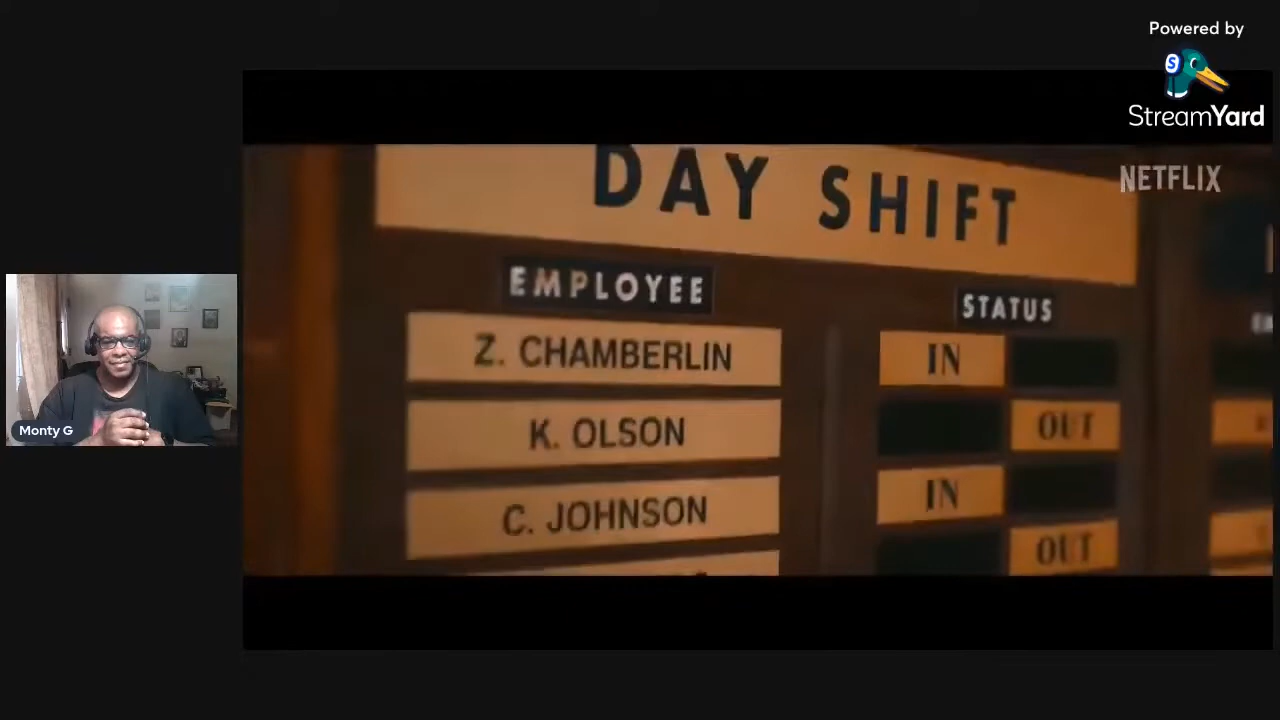 Powered by
StreamYard
NETFLIX
DAY SHIFT
EMPLOYEE STATUS
Z. CHAMBERLIN IN
K. OLSON OUT
C. JOHNSON IN
OUT
Monty G